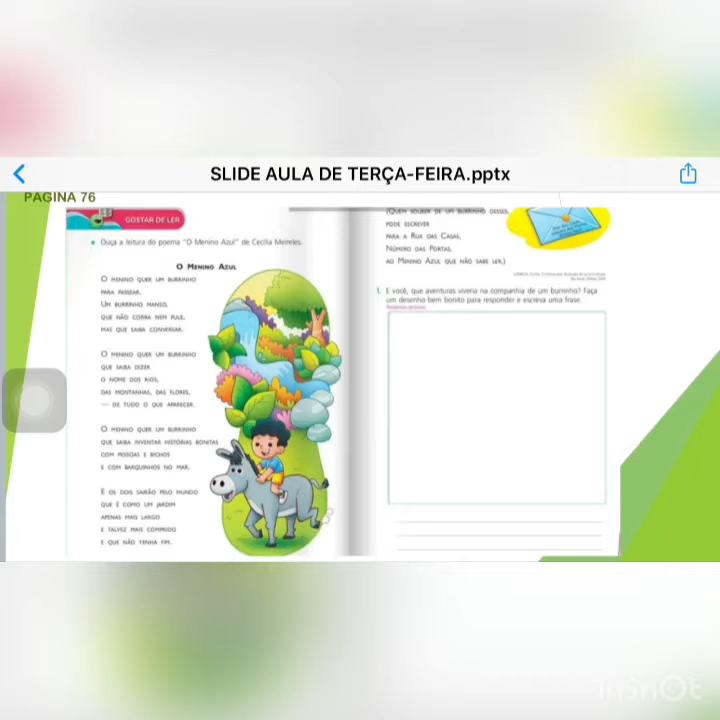 SLIDE AULA DE TERÇA-FEIRA.pptx
PAGINA 76
GOSTAR DE LER
Ouça a leitura do poema "O Menino Azul" de Cecília Meireles.
O MENINO AZUL
O MENINO QUER UM BURRINHO
PARA PASSEAR.
UM BURRINHO MANSO,
QUE NÃO CORRA NEM PULE,
MAS QUE SAIBA CONVERSAR.
O MENINO QUER UM BURRINHO
QUE SAIBA DIZER
O NOME DOS RIOS,
DAS MONTANHAS, DAS FLORES,
— DE TUDO O QUE APARECER.
O MENINO QUER UM BURRINHO
QUE SAIBA INVENTAR HISTÓRIAS BONITAS
COM PESSOAS E BICHOS
E COM BARQUINHOS NO MAR.
E OS DOIS SAIRÃO PELO MUNDO
QUE É COMO UM JARDIM
APENAS MAIS LARGO
E TALVEZ MAIS COMPRIDO
E QUE NÃO TENHA FIM.
(QUEM SOUBER DE UM BURRINHO DESSES,
PODE ESCREVER
PARA A RUA DAS CASAS,
NÚMERO DAS PORTAS,
AO MENINO AZUL QUE NÃO SABE LER.)
1. E você, que aventuras viveria na companhia de um burrinho? Faça
um desenho bem bonito para responder e escreva uma frase.
InShOt